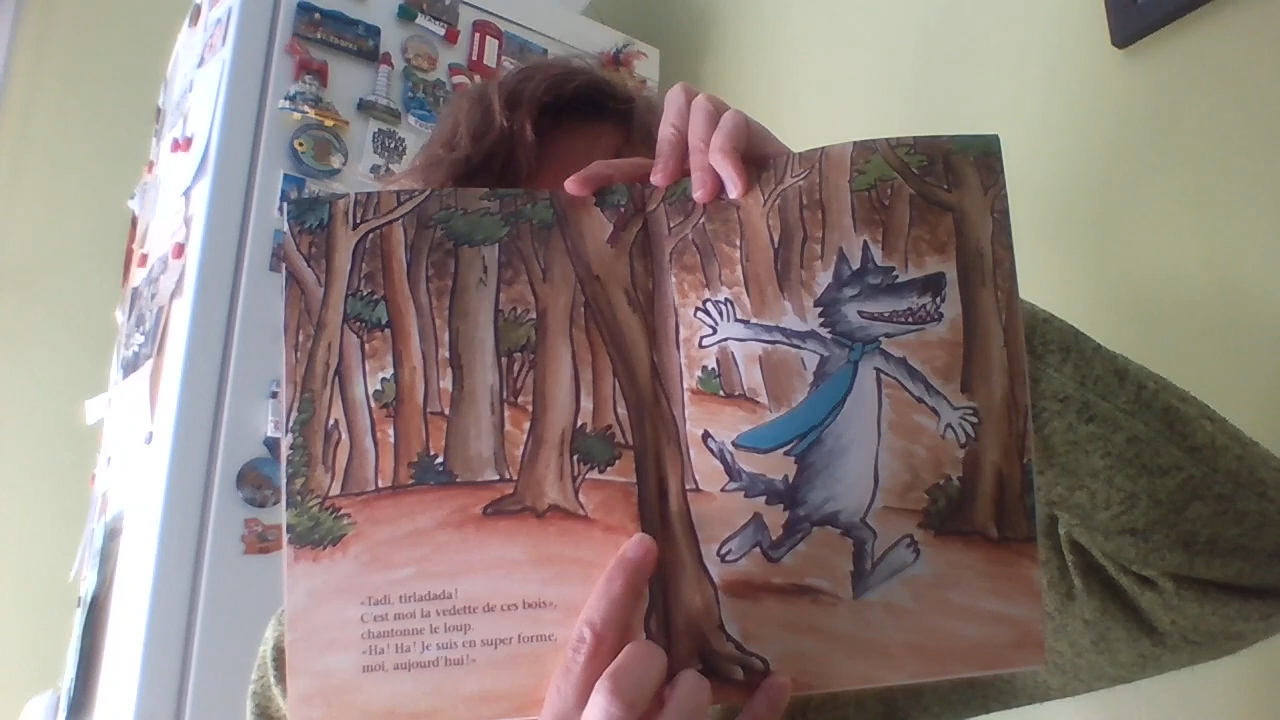 «Tadi, tirladada!
C'est moi la vedette de ces bois»,
chantonne le loup.
«Ha! Ha! Je suis en super forme,
moi, aujourd'hui!»